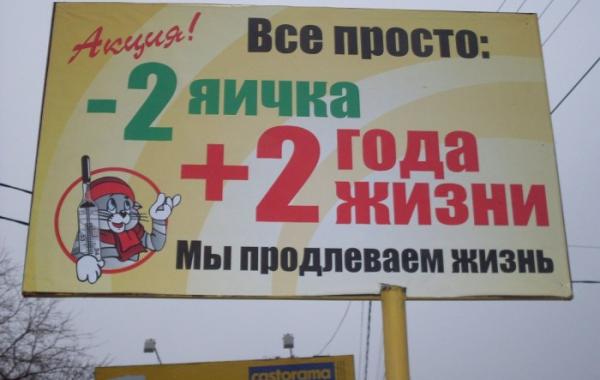 Акция!
Все просто:
-2 яичка
+2 года
жизни
Мы продлеваем жизнь
castorama